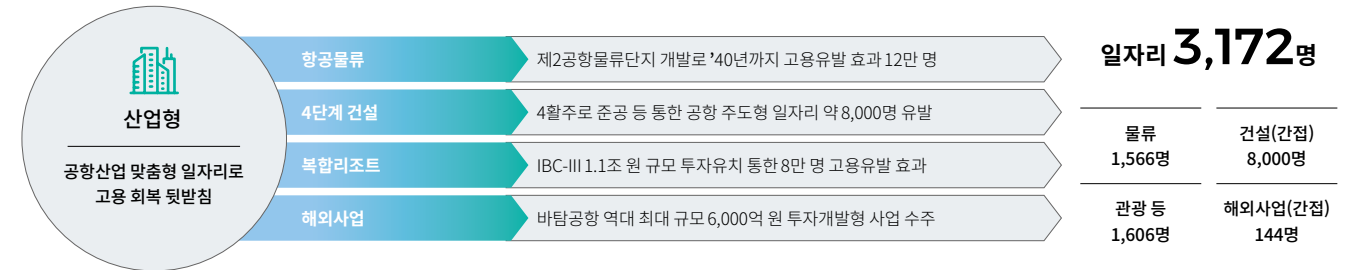 산업형
공항산업 맞춤형 일자리로
고용 회복 뒷받침
항공물류
제2공항물류단지 개발로 ’40년까지 고용유발 효과 12만 명
4단계 건설
4활주로 준공 등 통한 공항 주도형 일자리 약 8,000명 유발
복합리조트
IBC-III 1.1조 원 규모 투자유치 통한 8만 명 고용유발 효과
해외사업
바탐공항 역대 최대 규모 6,000억 원 투자개발형 사업 수주
일자리 3,172명
물류
1,566명
건설(간접)
8,000명
관광 등
1,606명
해외사업(간접)
144명